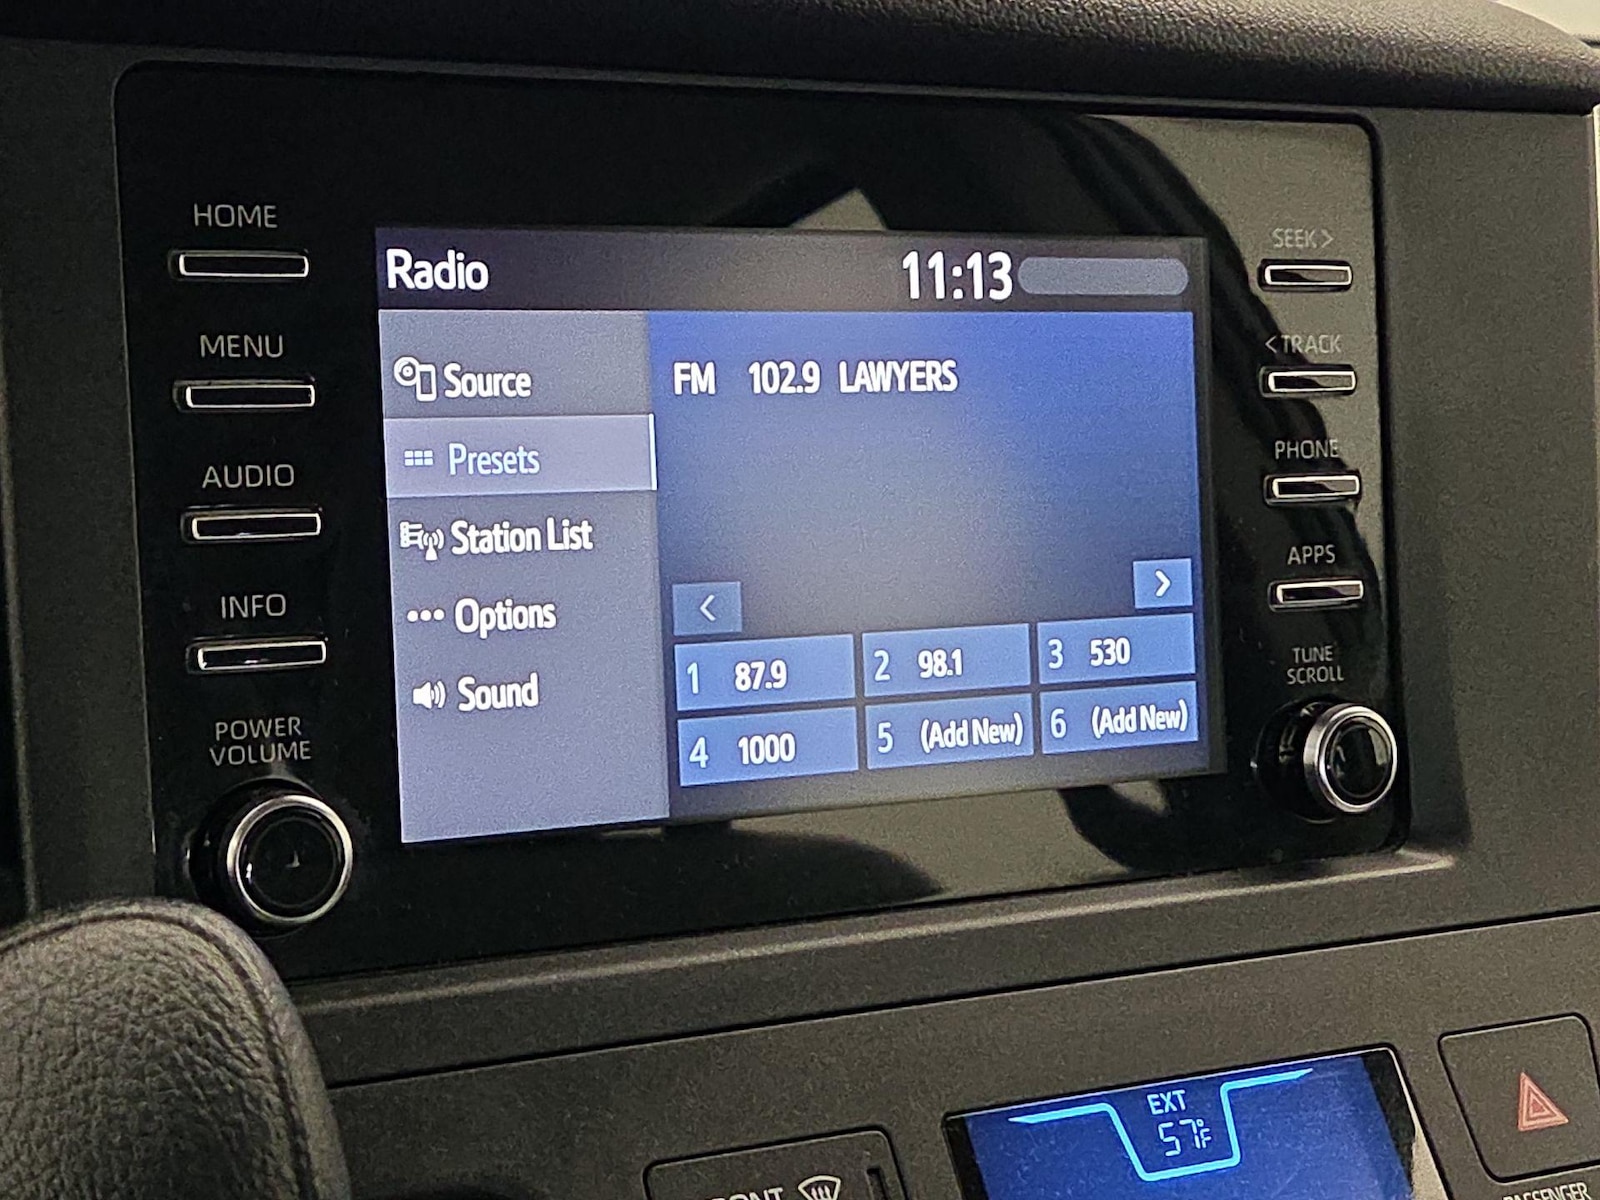 HOME
MENU
AUDIO
INFO
POWER
VOLUME
Radio
11:13
Source
Presets
Station List
Options
Sound
FM 102.9 LAWYERS
<
>
1 87.9
2 98.1
3 530
4 1000
5 (Add New)
6 (Add New)
SEEK >
< TRACK
PHONE
APPS
TUNE
SCROLL
EXT
57°F
PASSENGER